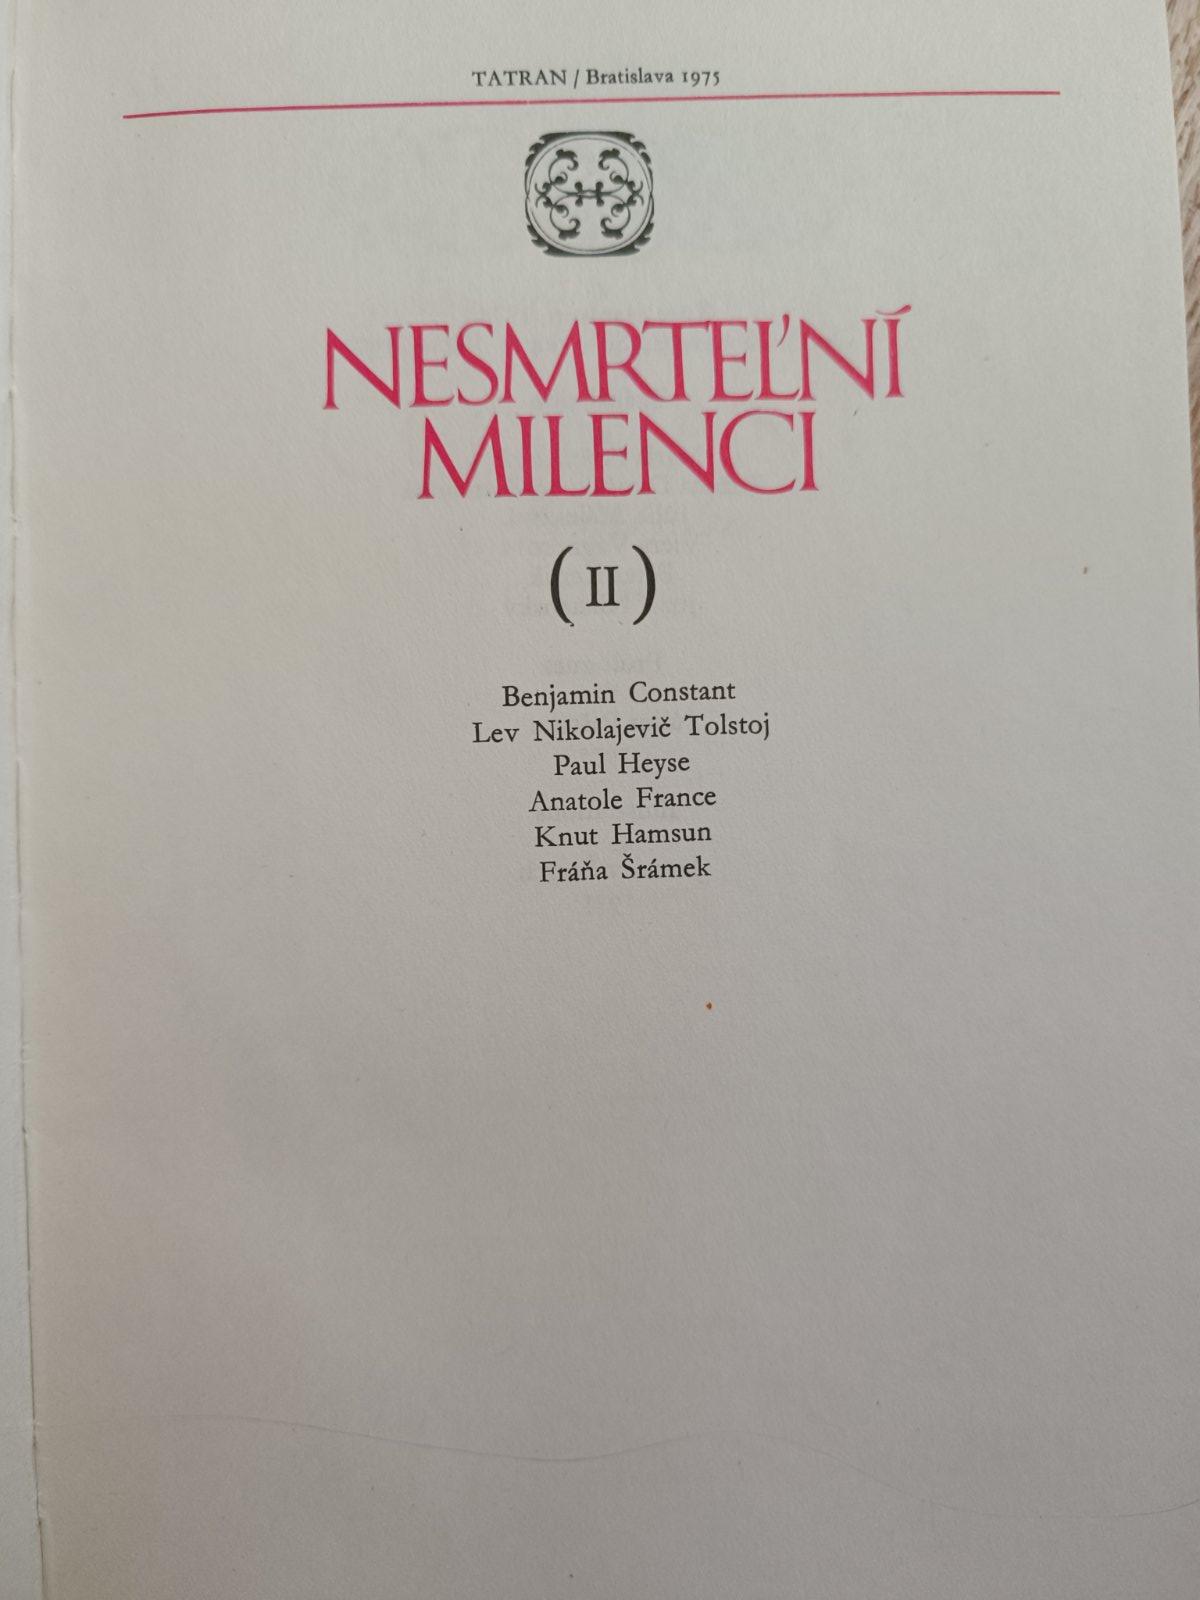 TATRAN / Bratislava 1975
NESMRTEĽNÍ
MILENCI
(II)
Benjamin Constant
Lev Nikolajevič Tolstoj
Paul Heyse
Anatole France
Knut Hamsun
Fráňa Šrámek